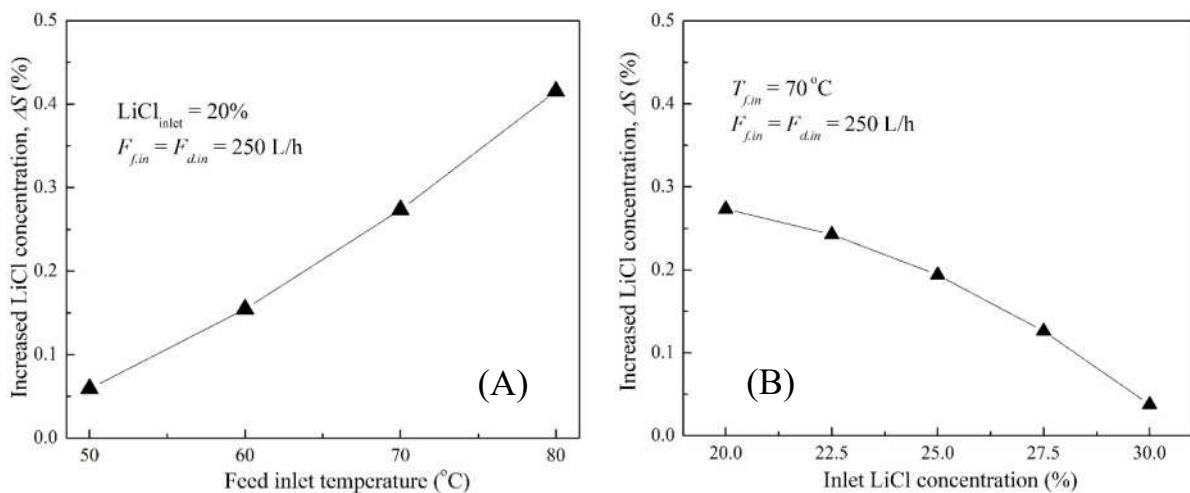 0.5
0.4
0.3
0.2
0.1
0.0
Increased LiCl concentration, ΔS (%)
LiCl_inlet = 20%
F_f.in = F_d.in = 250 L/h
(A)
50 60 70 80
Feed inlet temperature (°C)
0.5
0.4
0.3
0.2
0.1
0.0
Increased LiCl concentration, ΔS (%)
T_f.in = 70 °C
F_f.in = F_d.in = 250 L/h
(B)
20.0 22.5 25.0 27.5 30.0
Inlet LiCl concentration (%)